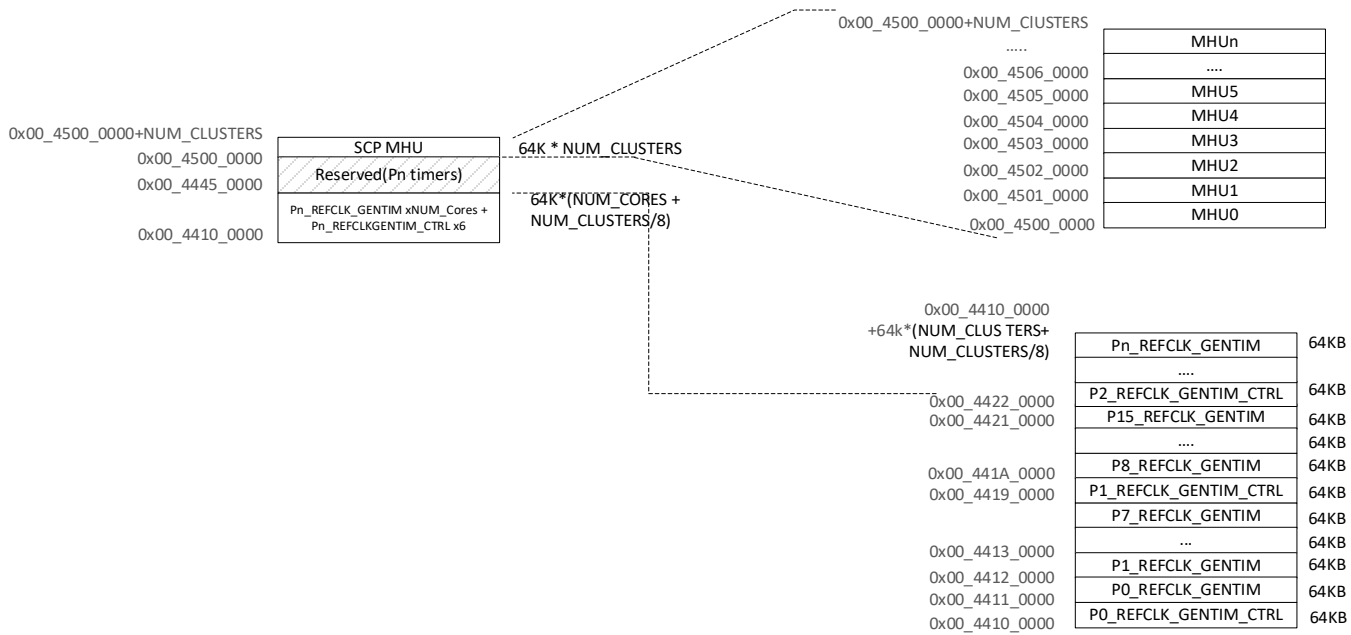 0x00_4500_0000+NUM_ClUSTERS
.....
0x00_4506_0000
0x00_4505_0000
0x00_4504_0000
0x00_4503_0000
0x00_4502_0000
0x00_4501_0000
0x00_4500_0000
MHUn
....
MHU5
MHU4
MHU3
MHU2
MHU1
MHU0
0x00_4500_0000+NUM_CLUSTERS
0x00_4500_0000
0x00_4445_0000
0x00_4410_0000
SCP MHU
Reserved(Pn timers)
Pn_REFCLK_GENTIM xNUM_Cores +
Pn_REFCLKGENTIM_CTRL x6
64K * NUM_CLUSTERS
64K*(NUM_CORES +
NUM_CLUSTERS/8)
0x00_4410_0000
+64k*(NUM_CLUS TERS+
NUM_CLUSTERS/8)
0x00_4422_0000
0x00_4421_0000
0x00_441A_0000
0x00_4419_0000
0x00_4413_0000
0x00_4412_0000
0x00_4411_0000
0x00_4410_0000
Pn_REFCLK_GENTIM 64KB
....
P2_REFCLK_GENTIM_CTRL 64KB
P15_REFCLK_GENTIM 64KB
.... 64KB
P8_REFCLK_GENTIM 64KB
P1_REFCLK_GENTIM_CTRL 64KB
P7_REFCLK_GENTIM 64KB
... 64KB
P1_REFCLK_GENTIM 64KB
P0_REFCLK_GENTIM 64KB
P0_REFCLK_GENTIM_CTRL 64KB